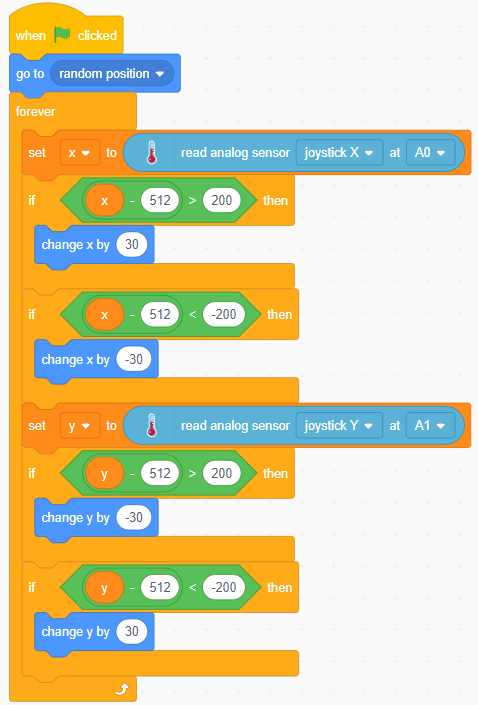 when clicked
go to random position
forever
set x to read analog sensor joystick X at A0
if x - 512 > 200 then
change x by 30
if x - 512 < -200 then
change x by -30
set y to read analog sensor joystick Y at A1
if y - 512 > 200 then
change y by -30
if y - 512 < -200 then
change y by 30